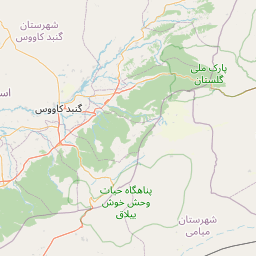 شهرستان
گنبد کاووس
پارک ملی
گلستان
اس
گنبد کاووس
پناهگاه حیات
وحش خوش
ییلاق
شهرستان
میامی